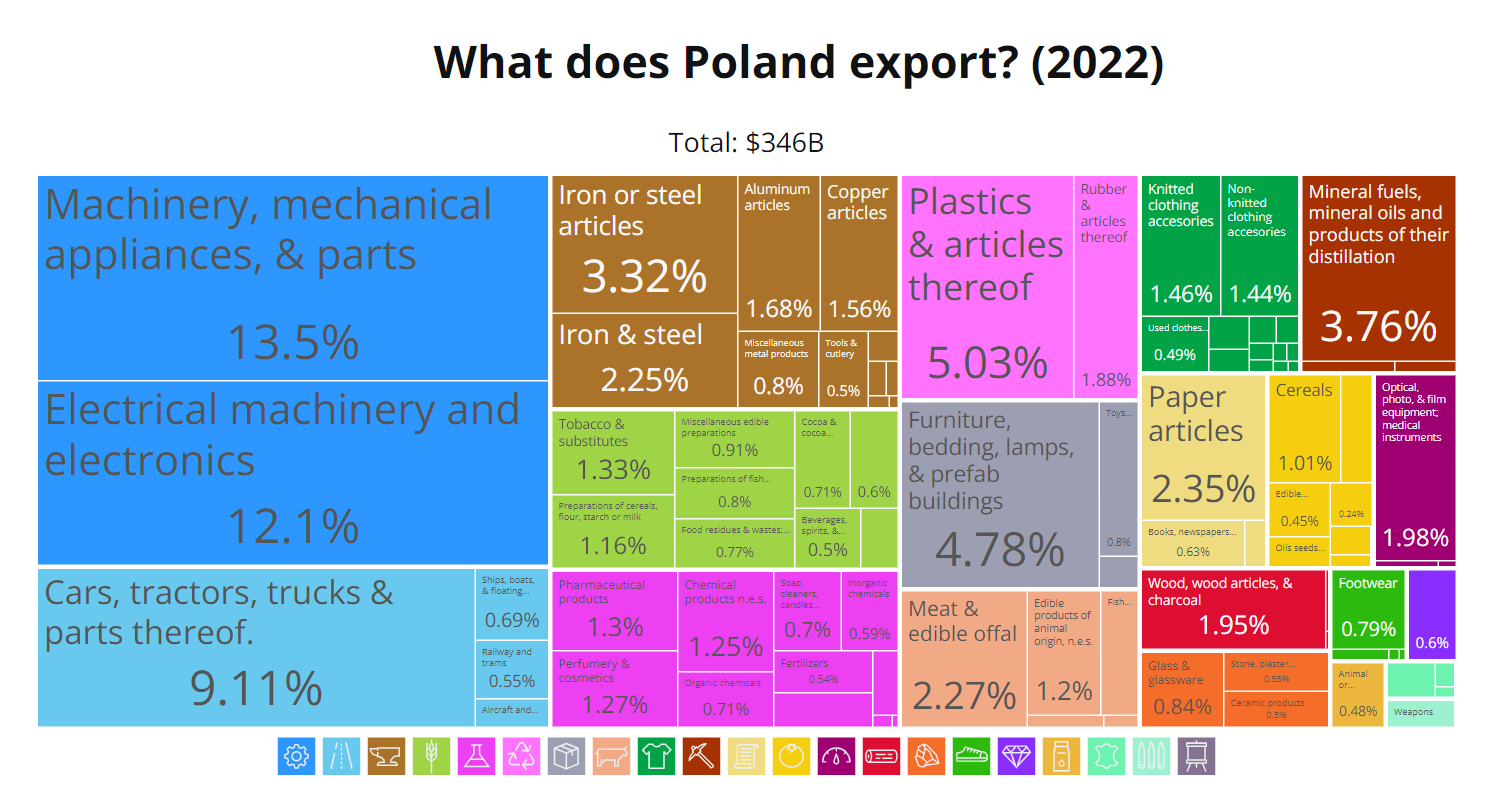 What does Poland export? (2022)
Total: $346B
Machinery, mechanical
appliances, & parts
13.5%
Electrical machinery and
electronics
12.1%
Cars, tractors, trucks &
parts thereof.
9.11%
Ships, boats,
& floating...
0.69%
Railway and
trams
0.55%
Aircraft and...
Iron or steel
articles
3.32%
Iron & steel
2.25%
Aluminum
articles
1.68%
Copper
articles
1.56%
Miscellaneous
metal products
0.8%
Tools &
cutlery
0.5%
Tobacco &
substitutes
1.33%
Preparations of cereals,
flour, starch or milk
1.16%
Miscellaneous edible
preparations
0.91%
Preparations of fish...
0.8%
Food residues & wastes;...
0.77%
Cocoa &
cocoa...
0.71%
0.6%
Beverages,
spirits, &...
0.5%
Pharmaceutical
products
1.3%
Perfumery &
cosmetics
1.27%
Chemical
products n.e.s.
1.25%
Organic chemicals
0.71%
Soap,
cleaners,
candles...
0.7%
Inorganic
chemicals
0.59%
Fertilizers
0.54%
Plastics
& articles
thereof
5.03%
Rubber
&
articles
thereof
1.88%
Furniture,
bedding, lamps,
& prefab
buildings
4.78%
Toys...
0.8%
Meat &
edible offal
2.27%
Edible
products of
animal
origin, n.e.s.
1.2%
Fish...
Knitted
clothing
accesories
1.46%
Non-
knitted
clothing
accesories
1.44%
Used clothes...
0.49%
Mineral fuels,
mineral oils and
products of their
distillation
3.76%
Paper
articles
2.35%
Books, newspapers...
0.63%
Cereals
1.01%
Edible...
0.45%
0.24%
Oils seeds...
Optical,
photo, & film
equipment;
medical
instruments
1.98%
Wood, wood articles, &
charcoal
1.95%
Footwear
0.79%
0.6%
Glass &
glassware
0.84%
Stone, plaster...
0.55%
Ceramic products
0.5%
Animal
or...
0.48%
Weapons